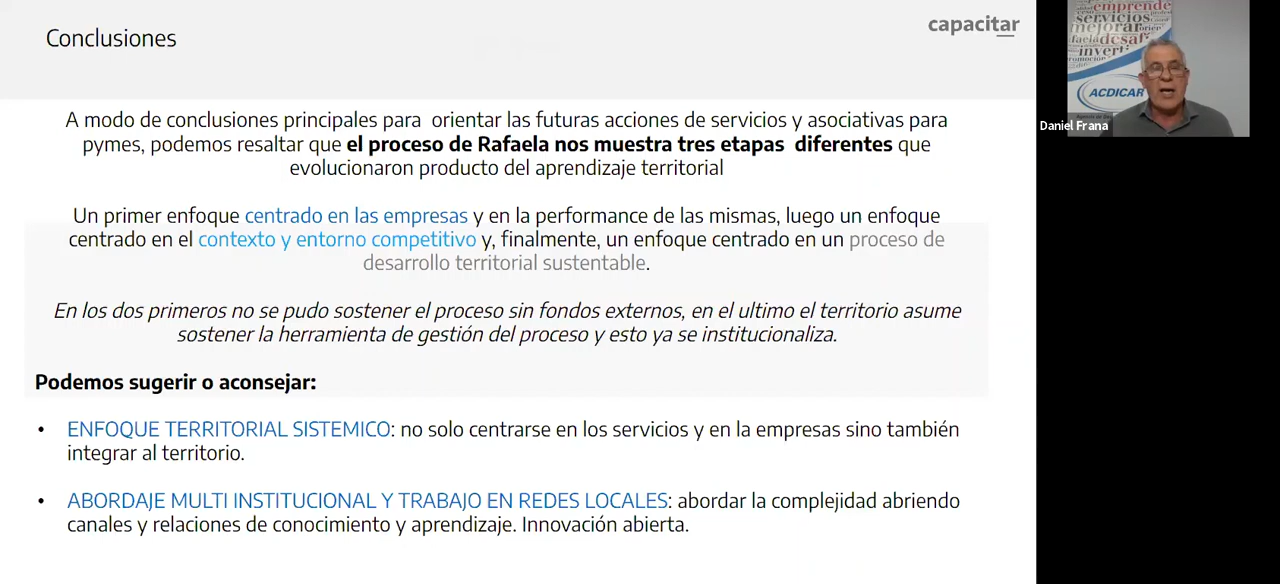 Conclusiones
capacitar
A modo de conclusiones principales para orientar las futuras acciones de servicios y asociativas para
pymes, podemos resaltar que el proceso de Rafaela nos muestra tres etapas diferentes que
evolucionaron producto del aprendizaje territorial
Un primer enfoque centrado en las empresas y en la performance de las mismas, luego un enfoque
centrado en el contexto y entorno competitivo y, finalmente, un enfoque centrado en un proceso de
desarrollo territorial sustentable.
En los dos primeros no se pudo sostener el proceso sin fondos externos, en el ultimo el territorio asume
sostener la herramienta de gestión del proceso y esto ya se institucionaliza.
Podemos sugerir o aconsejar:
• ENFOQUE TERRITORIAL SISTEMICO: no solo centrarse en los servicios y en la empresas sino también
integrar al territorio.
• ABORDAJE MULTI INSTITUCIONAL Y TRABAJO EN REDES LOCALES: abordar la complejidad abriendo
canales y relaciones de conocimiento y aprendizaje. Innovación abierta.
emprende
servicios
mejorar
desaf
inverti
ACDICAR
Daniel Frana